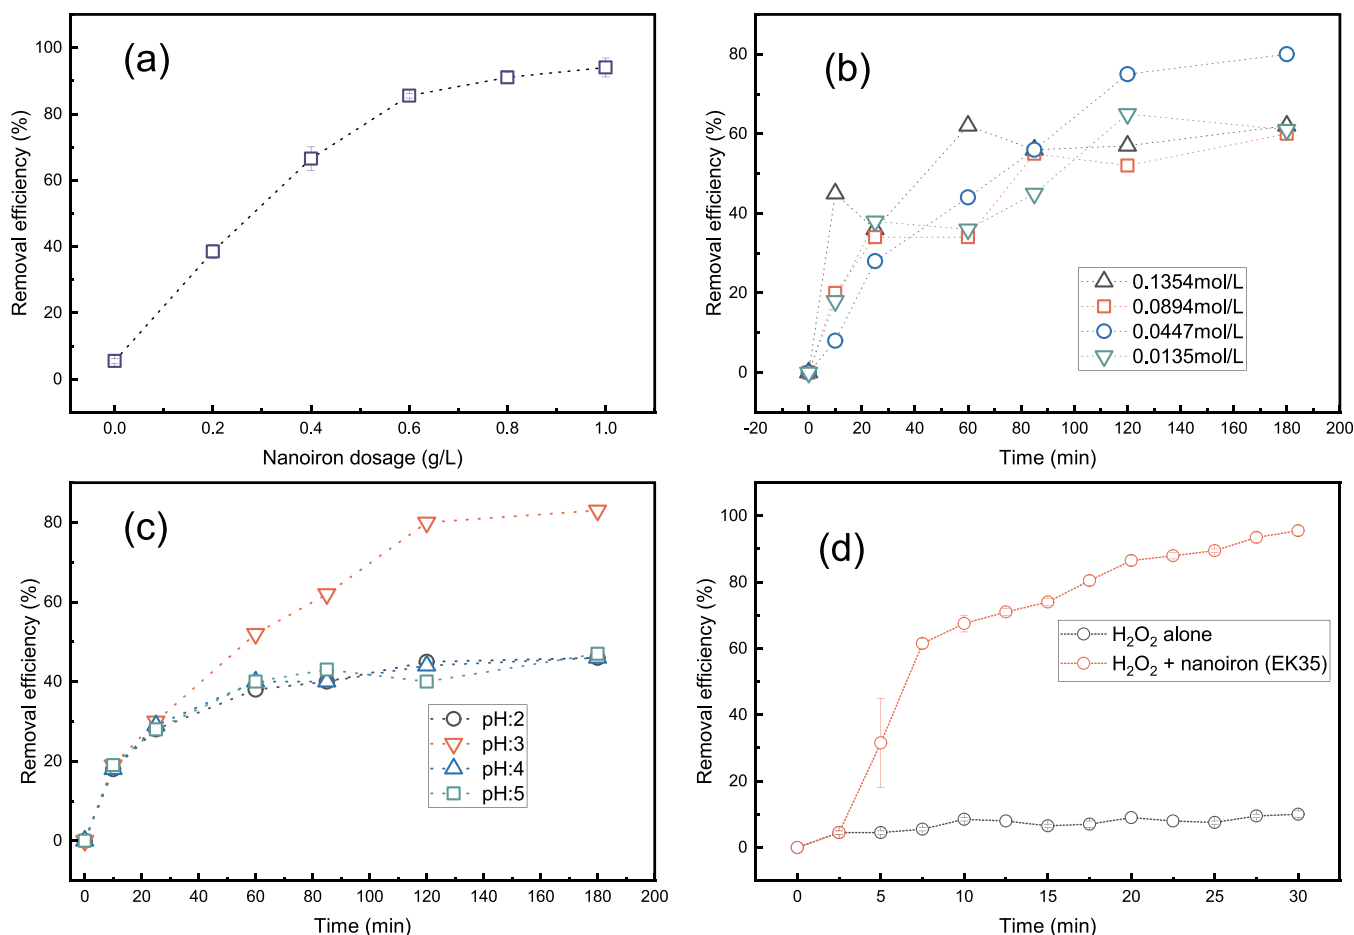 (a)
Removal efficiency (%)
100
80
60
40
20
0
0.0 0.2 0.4 0.6 0.8 1.0
Nanoiron dosage (g/L)
(b)
Removal efficiency (%)
80
60
40
20
0
0.1354mol/L
0.0894mol/L
0.0447mol/L
0.0135mol/L
-20 0 20 40 60 80 100 120 140 160 180 200
Time (min)
(c)
Removal efficiency (%)
80
60
40
20
0
pH:2
pH:3
pH:4
pH:5
0 20 40 60 80 100 120 140 160 180 200
Time (min)
(d)
Removal efficiency (%)
100
80
60
40
20
0
H₂O₂ alone
H₂O₂ + nanoiron (EK35)
0 5 10 15 20 25 30
Time (min)